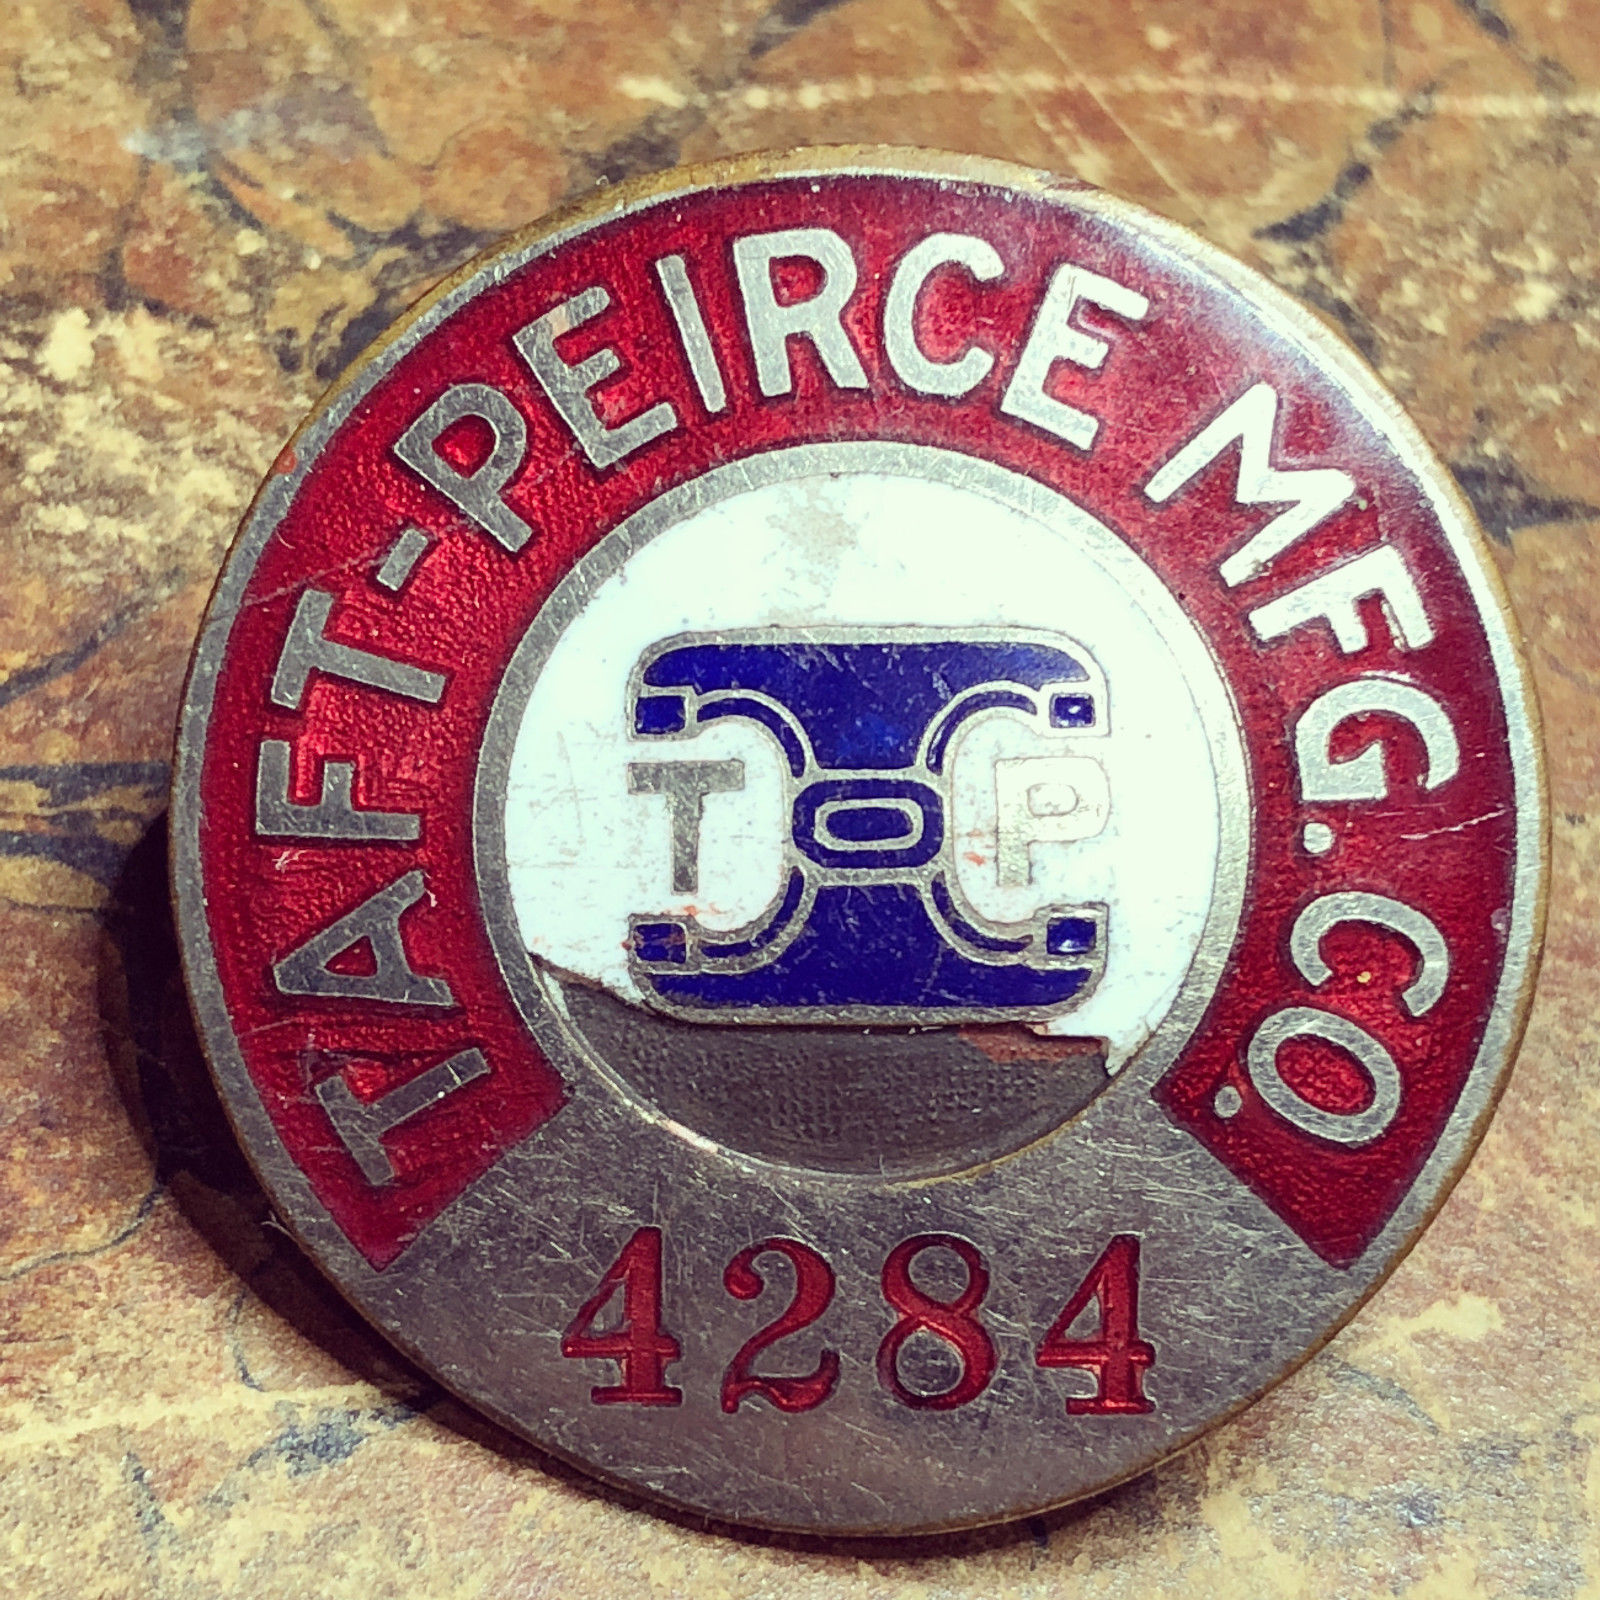 TAFT-PEIRCE MFG. CO.
T P
4284